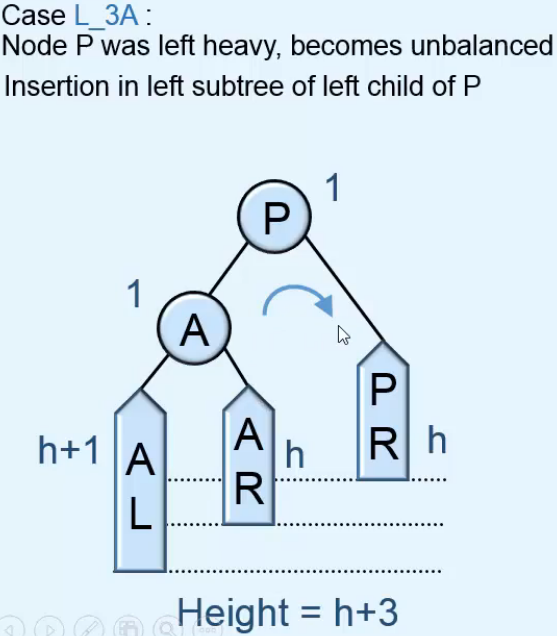 Case L_3A :
Node P was left heavy, becomes unbalanced
Insertion in left subtree of left child of P
1
P
1
A
P
R
h
h+1
A
L
A
R
h
Height = h+3